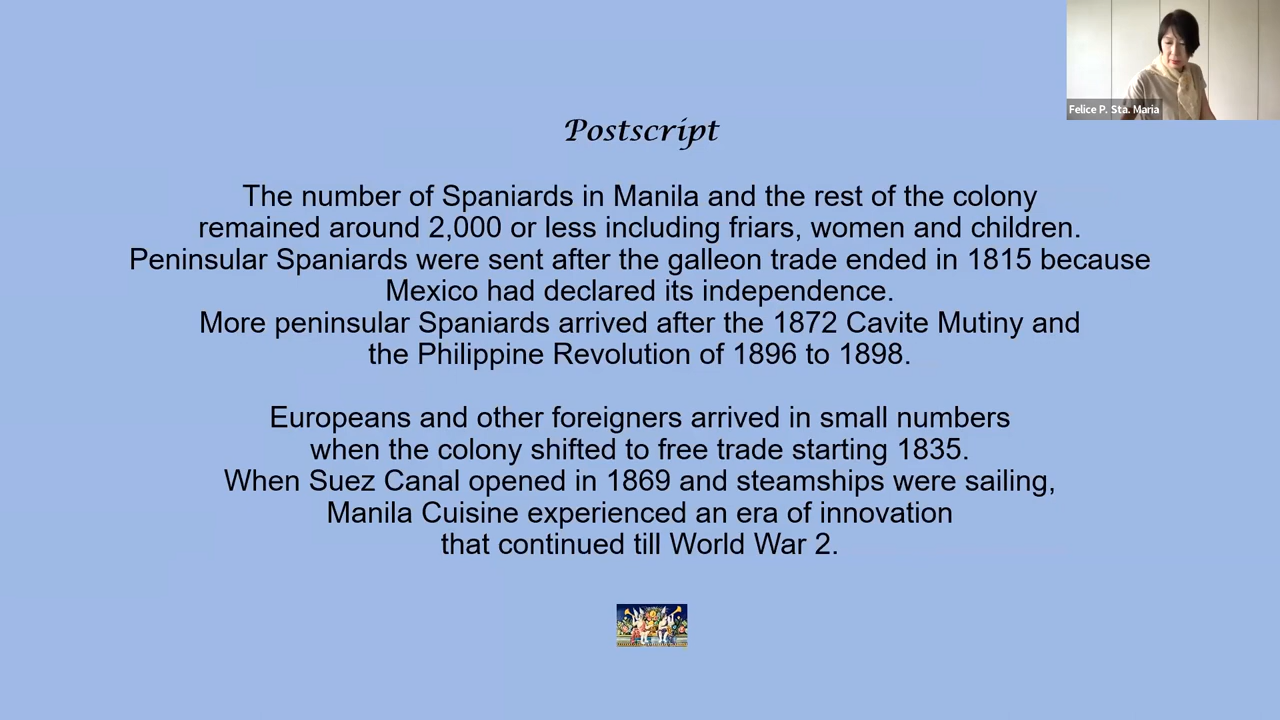 Felice P. Sta. Maria
Postscript
The number of Spaniards in Manila and the rest of the colony
remained around 2,000 or less including friars, women and children.
Peninsular Spaniards were sent after the galleon trade ended in 1815 because
Mexico had declared its independence.
More peninsular Spaniards arrived after the 1872 Cavite Mutiny and
the Philippine Revolution of 1896 to 1898.
Europeans and other foreigners arrived in small numbers
when the colony shifted to free trade starting 1835.
When Suez Canal opened in 1869 and steamships were sailing,
Manila Cuisine experienced an era of innovation
that continued till World War 2.